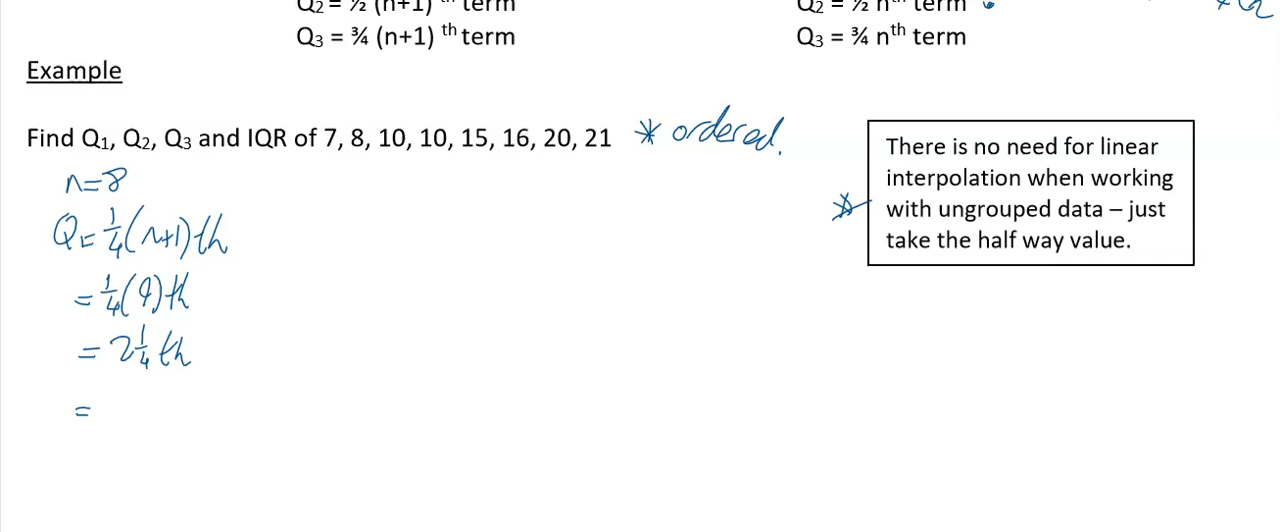 Q₂ = ½ (n+1) th term
Q₂ = ½ nth term
Q₃ = ¾ (n+1) th term
Q₃ = ¾ nth term
Example
Find Q₁, Q₂, Q₃ and IQR of 7, 8, 10, 10, 15, 16, 20, 21 * ordered.
n=8
Q= ¼(n+1)th
= ¼(9)th
= 2¼ th
=
There is no need for linear
interpolation when working
with ungrouped data – just
take the half way value.